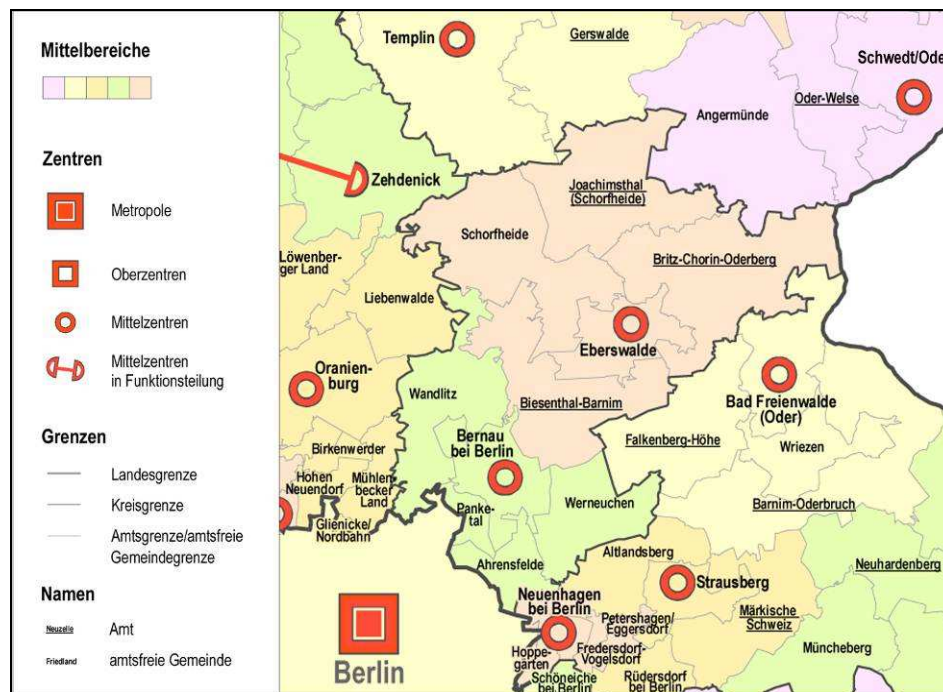 Mittelbereiche
Zentren
Metropole
Oberzentren
Mittelzentren
Mittelzentren
in Funktionsteilung
Grenzen
Landesgrenze
Kreisgrenze
Amtsgrenze/amtsfreie
Gemeindegrenze
Namen
Neuzelle
Amt
Friedland
amtsfreie Gemeinde
Templin
Gerswalde
Schwedt/Ode
Oder-Welse
Angermünde
Zehdenick
Joachimsthal
(Schorfheide)
Schorfheide
Britz-Chorin-Oderberg
Löwenber-
ger Land
Liebenwalde
Eberswalde
Oranien-
burg
Wandlitz
Biesenthal-Barnim
Bad Freienwalde
(Oder)
Falkenberg-Höhe
Wriezen
Birkenwerder
Bernau
bei Berlin
Hohen
Neuendorf
Mühlen-
becker
Land
Werneuchen
Barnim-Oderbruch
Panke-
tal
Glienicke/
Nordbahn
Altlandsberg
Ahrensfelde
Neuhardenberg
Strausberg
Neuenhagen
bei Berlin
Petershagen/
Eggersdorf
Märkische
Schweiz
Müncheberg
Hoppe-
garten
Fredersdorf-
Vogelsdorf
Berlin
Schöneiche
bei Berlin
Rüdersdorf
bei Berlin